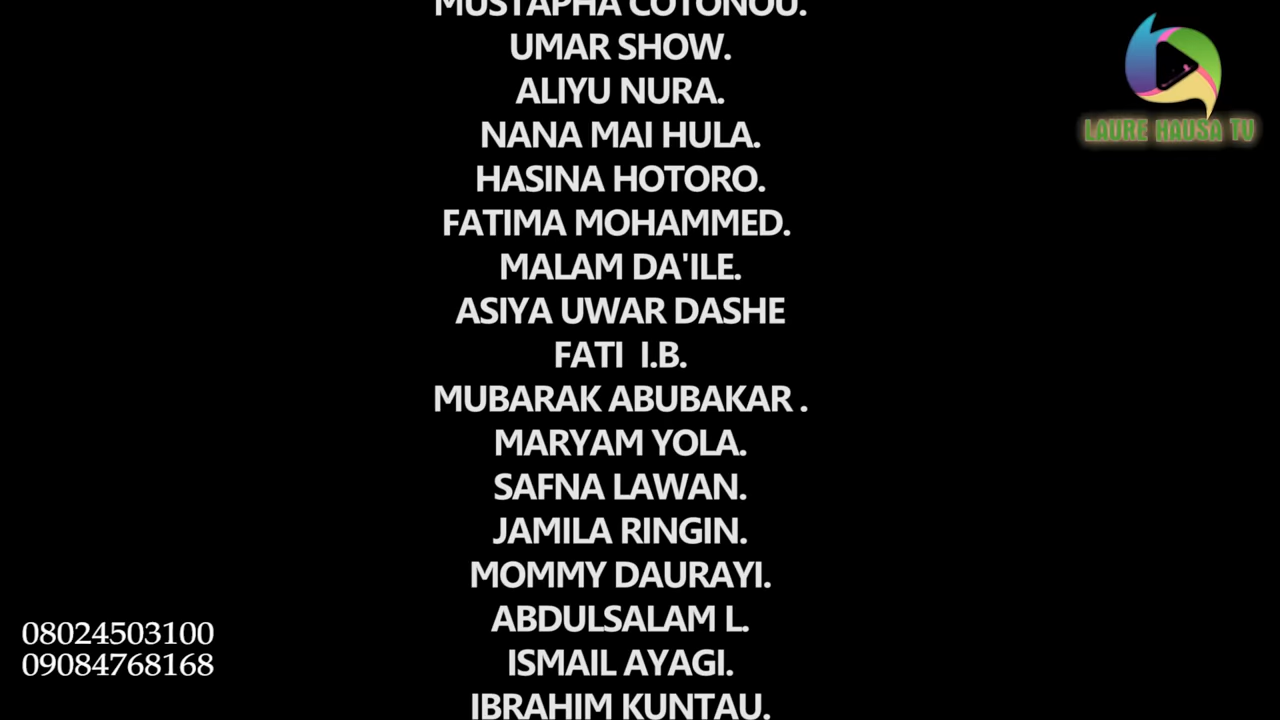 MUSTAPHA COTONOU.
UMAR SHOW.
ALIYU NURA.
NANA MAI HULA.
HASINA HOTORO.
FATIMA MOHAMMED.
MALAM DA'ILE.
ASIYA UWAR DASHE
FATI  I.B.
MUBARAK ABUBAKAR .
MARYAM YOLA.
SAFNA LAWAN.
JAMILA RINGIN.
MOMMY DAURAYI.
ABDULSALAM L.
ISMAIL AYAGI.
IBRAHIM KUNTAU.
LAURE HAUSA TV
08024503100
09084768168